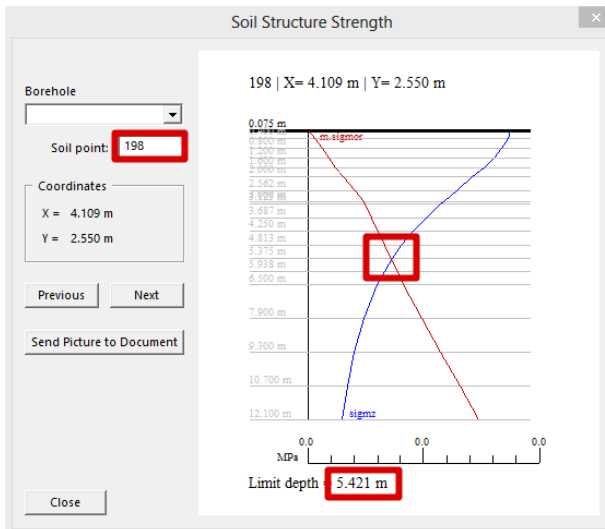 Soil Structure Strength
Borehole
Soil point: 198
Coordinates
X = 4.109 m
Y = 2.550 m
Previous Next
Send Picture to Document
Close
198 | X= 4.109 m | Y= 2.550 m
0.075 m
m.sigmor
0.800 m
1.200 m
1.600 m
2.000 m
2.562 m
3.125 m
3.687 m
4.250 m
4.813 m
5.375 m
5.938 m
6.500 m
7.900 m
9.300 m
10.700 m
12.100 m sigmz
0.0 0.0 0.0
MPa
Limit depth = 5.421 m